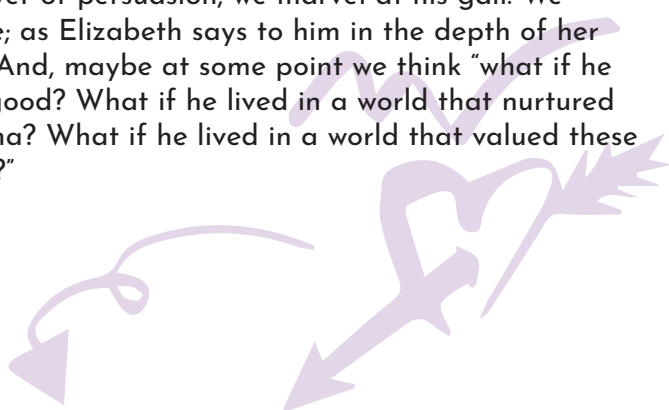 of persuasion, we marvel at his gall. We
; as Elizabeth says to him in the depth of her
And, maybe at some point we think “what if he
good? What if he lived in a world that nurtured
? What if he lived in a world that valued these
?”